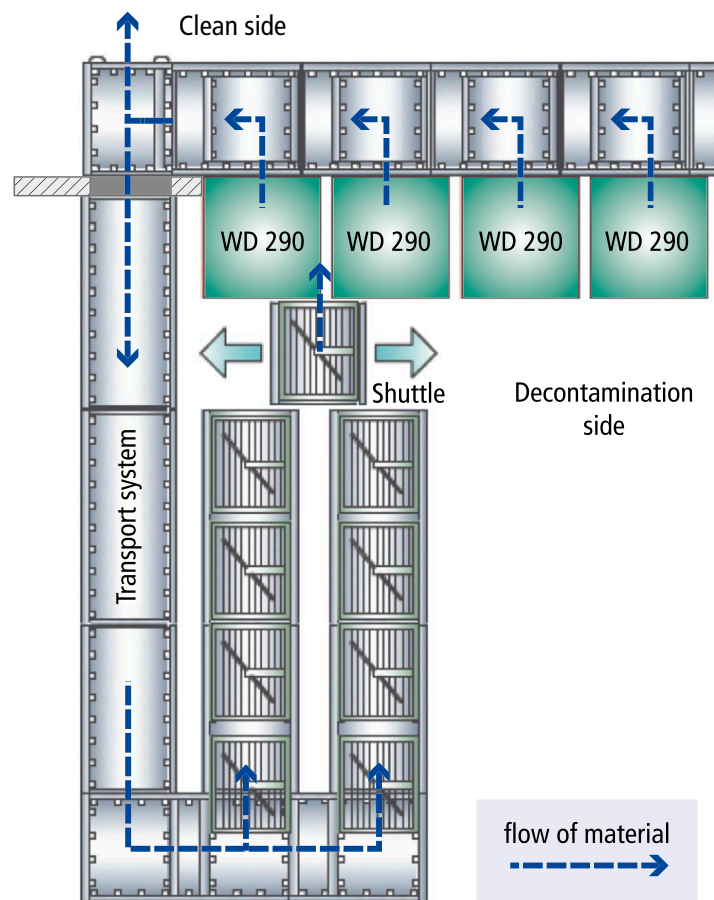 Clean side
WD 290
WD 290
WD 290
WD 290
Shuttle
Decontamination
side
Transport system
flow of material